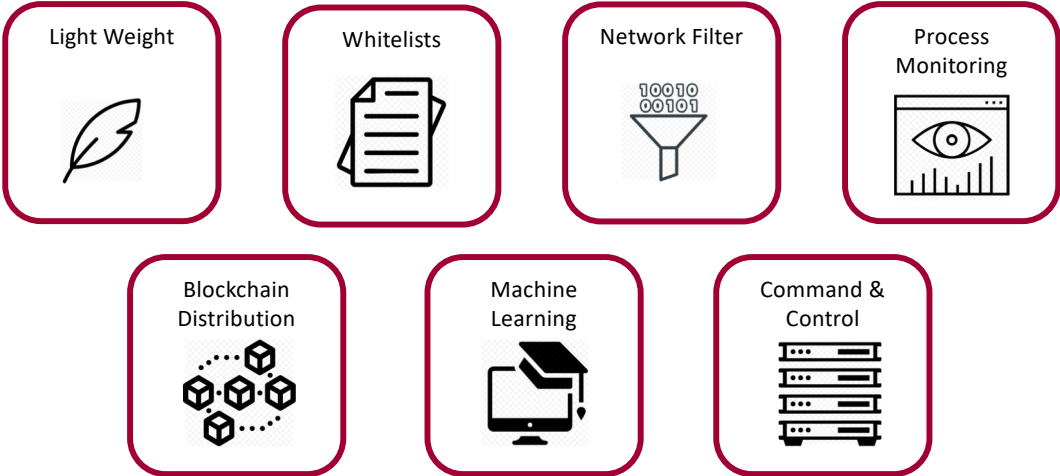 Light Weight
Whitelists
Network Filter
Process
Monitoring
10010
00101
Blockchain
Distribution
Machine
Learning
Command &
Control